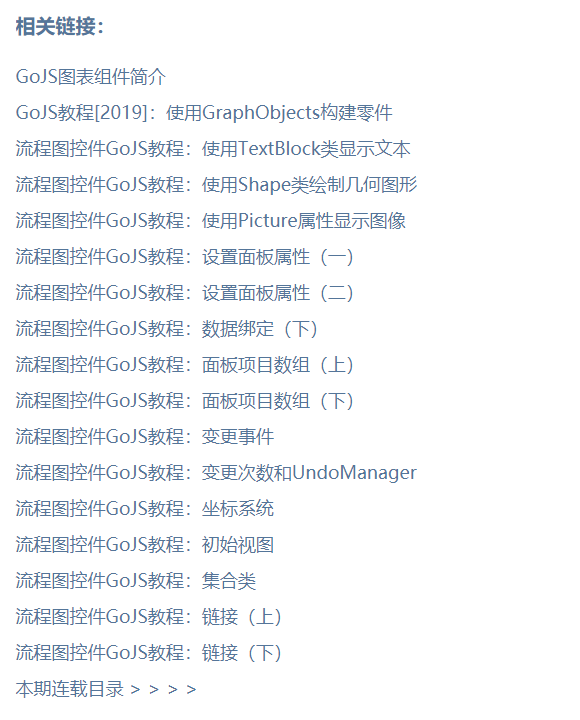 相关链接：
GoJS图表组件简介
GoJS教程[2019]：使用GraphObjects构建零件
流程图控件GoJS教程：使用TextBlock类显示文本
流程图控件GoJS教程：使用Shape类绘制几何图形
流程图控件GoJS教程：使用Picture属性显示图像
流程图控件GoJS教程：设置面板属性（一）
流程图控件GoJS教程：设置面板属性（二）
流程图控件GoJS教程：数据绑定（下）
流程图控件GoJS教程：面板项目数组（上）
流程图控件GoJS教程：面板项目数组（下）
流程图控件GoJS教程：变更事件
流程图控件GoJS教程：变更次数和UndoManager
流程图控件GoJS教程：坐标系统
流程图控件GoJS教程：初始视图
流程图控件GoJS教程：集合类
流程图控件GoJS教程：链接（上）
流程图控件GoJS教程：链接（下）
本期连载目录 > > > >